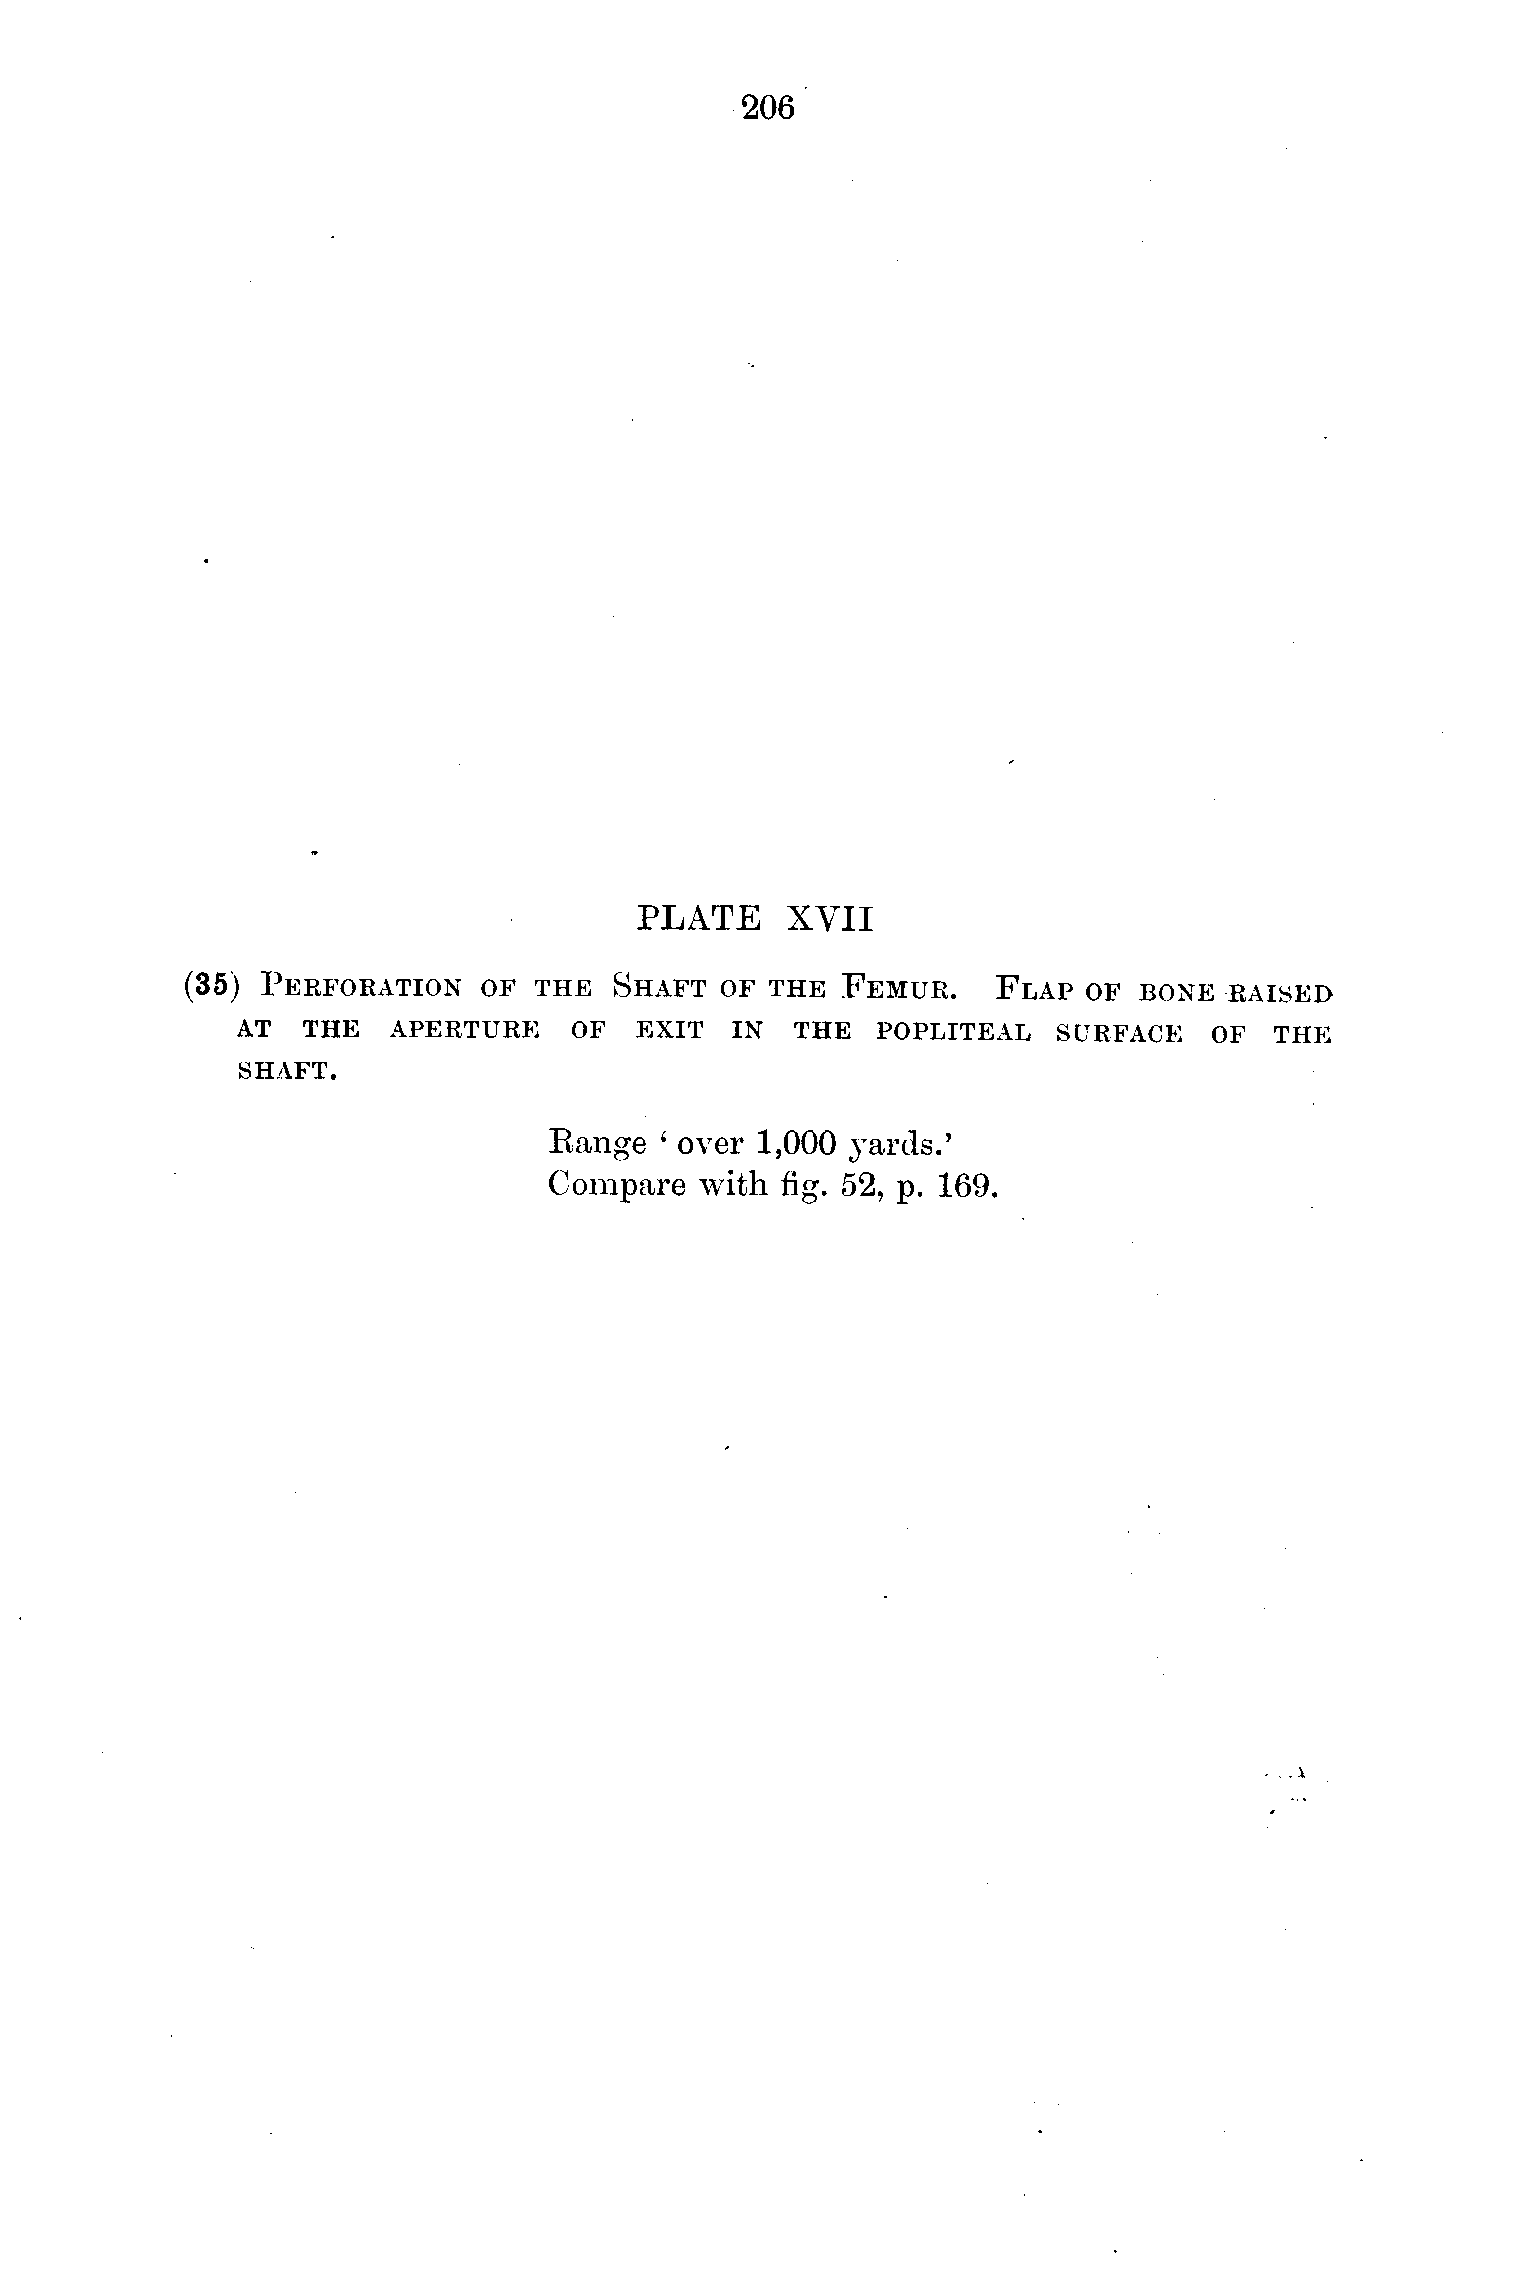 206
PLATE XVII
(35) PERFORATION OF THE SHAFT OF THE FEMUR. FLAP OF BONE RAISED
AT THE APERTURE OF EXIT IN THE POPLITEAL SURFACE OF THE
SHAFT.
Range ‘ over 1,000 yards.’
Compare with fig. 52, p. 169.